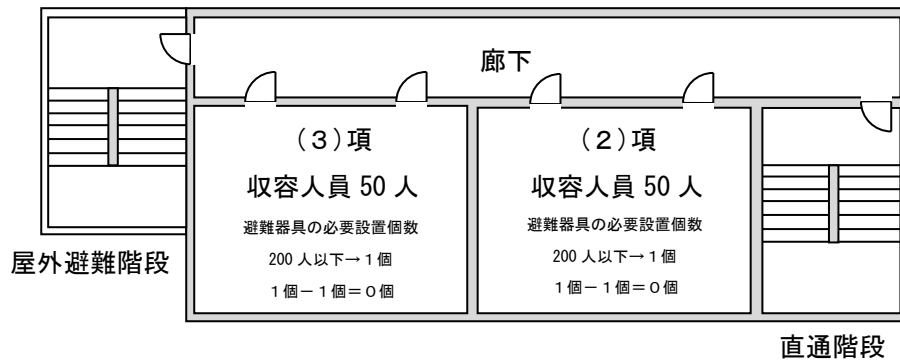 廊下
（３）項
収容人員 50 人
避難器具の必要設置個数
200 人以下→１個
１個－１個＝０個
（２）項
収容人員 50 人
避難器具の必要設置個数
200 人以下→１個
１個－１個＝０個
屋外避難階段
直通階段